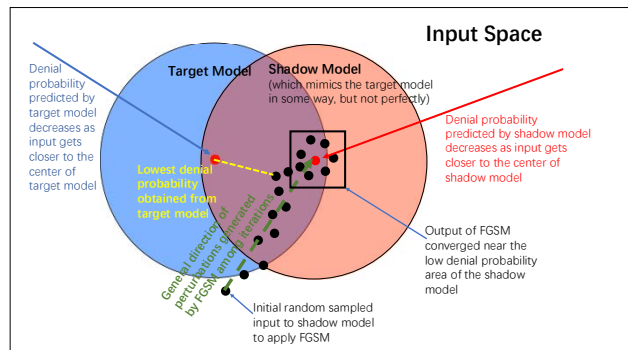 Input Space
Denial
probability
predicted by
target model
decreases as
input gets
closer to the
center of
target model
Target Model
Shadow Model
(which mimics the target model
in some way, but not perfectly)
Denial probability
predicted by shadow model
decreases as input gets
closer to the center of
shadow model
Lowest denial
probability
obtained from
target model
General direction of
perturbations generated
by FGSM among iterations
Output of FGSM
converged near the
low denial probability
area of the shadow
model
Initial random sampled
input to shadow model
to apply FGSM